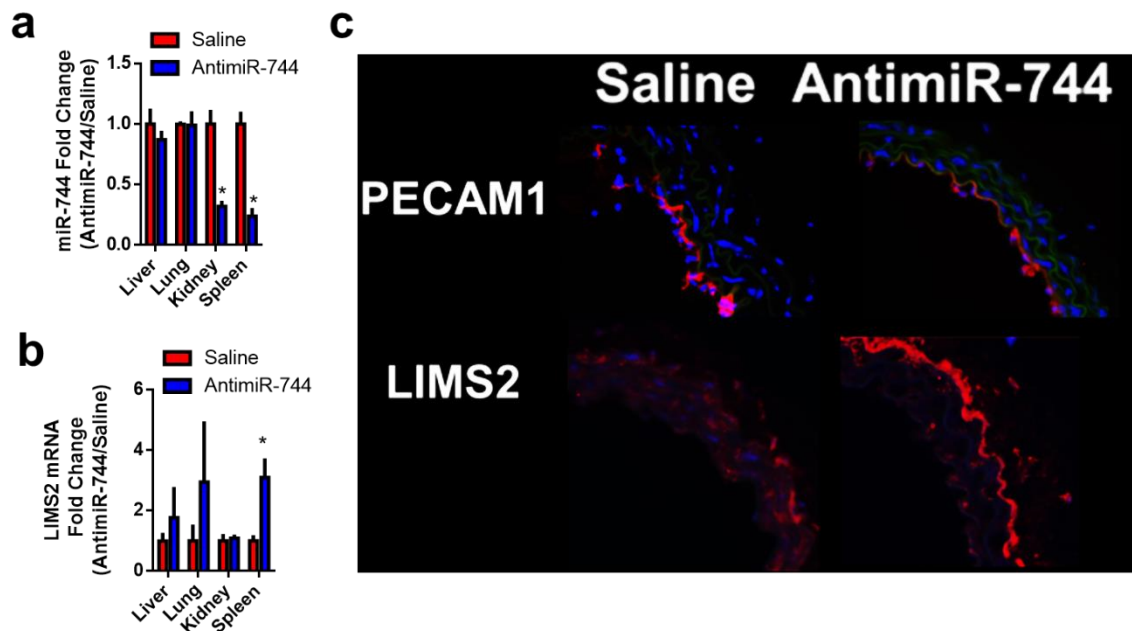 a
Saline
AntimiR-744
miR-744 Fold Change
(AntimiR-744/Saline)
1.5
1.0
0.5
0.0
*
*
Liver
Lung
Kidney
Spleen
b
Saline
AntimiR-744
LIMS2 mRNA
Fold Change
(AntimiR-744/Saline)
6
4
2
0
*
Liver
Lung
Kidney
Spleen
c
Saline
AntimiR-744
PECAM1
LIMS2